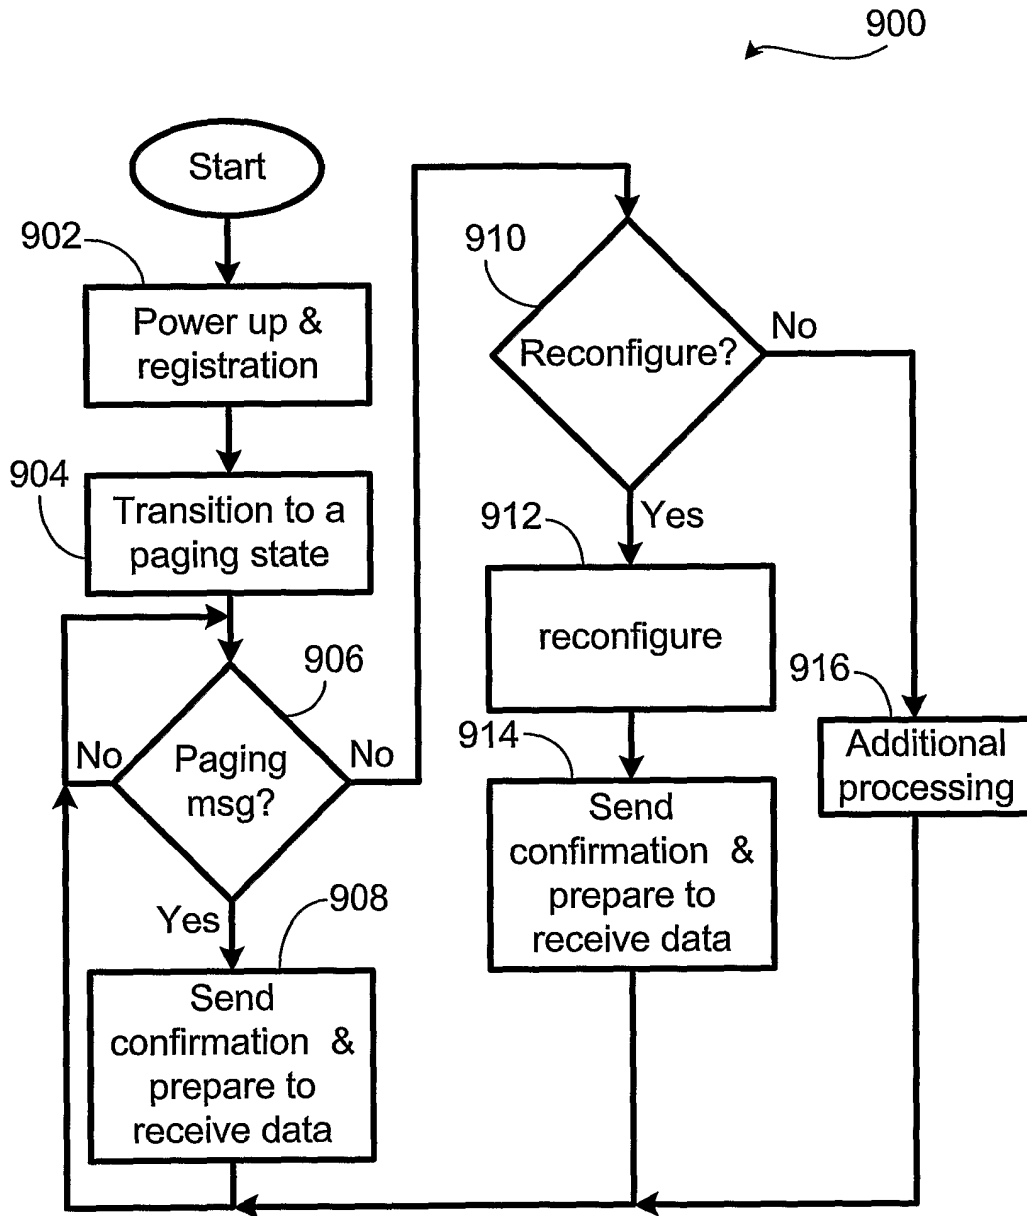 900
Start
902
Power up &
registration
904
Transition to a
paging state
906
No
Paging
msg?
No
Yes
908
Send
confirmation &
prepare to
receive data
910
Reconfigure?
No
Yes
912
reconfigure
914
Send
confirmation &
prepare to
receive data
916
Additional
processing